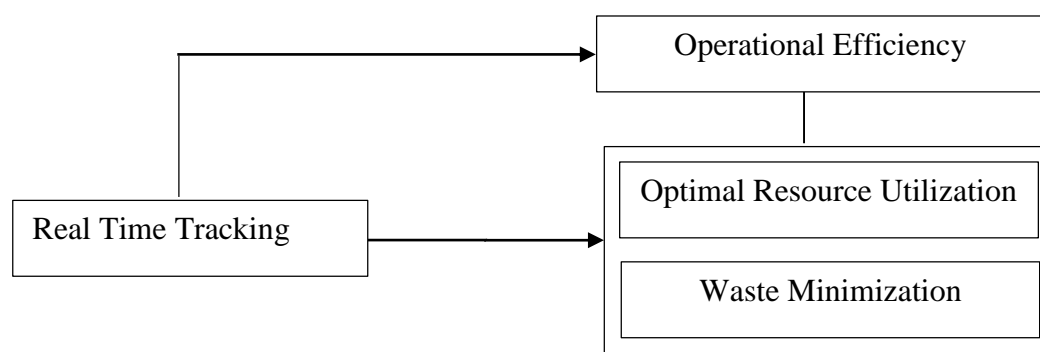 Operational Efficiency
Optimal Resource Utilization
Real Time Tracking
Waste Minimization